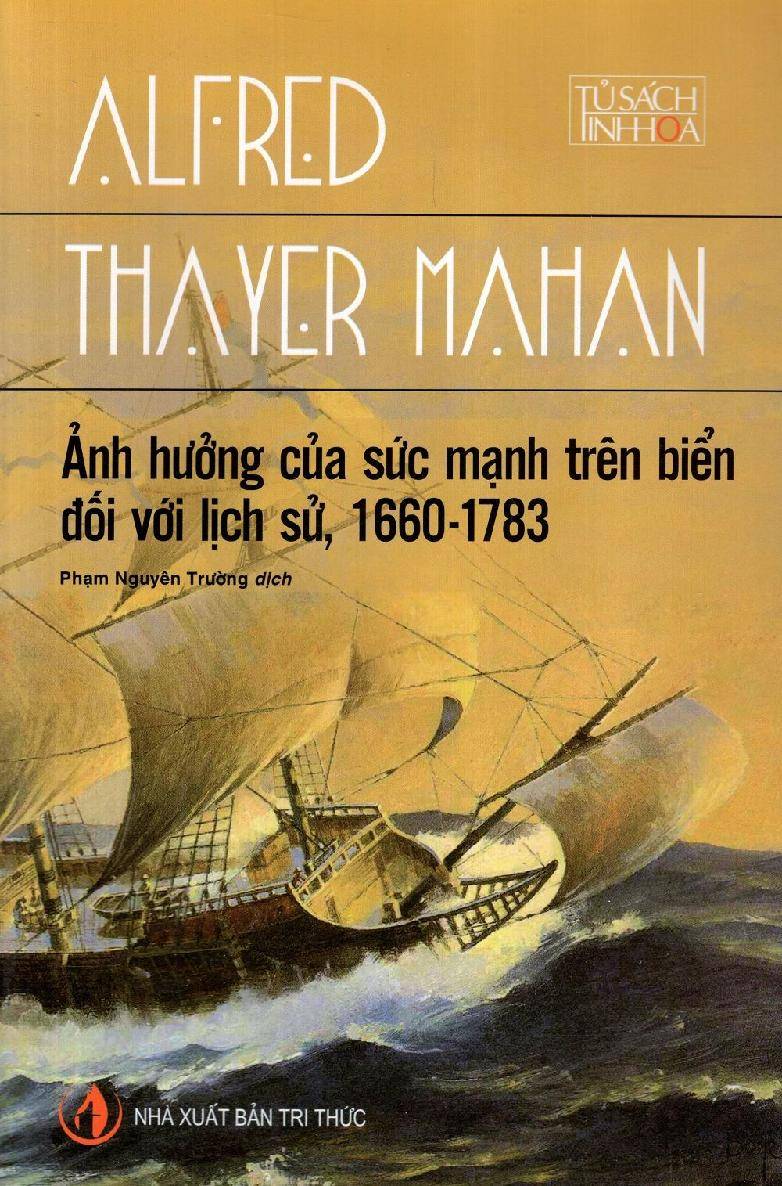 ALFRED
TỦ SÁCH
TINH HOA
THAYER MAHAN
Ảnh hưởng của sức mạnh trên biển
đối với lịch sử, 1660-1783
Phạm Nguyên Trường dịch
NHÀ XUẤT BẢN TRI THỨC